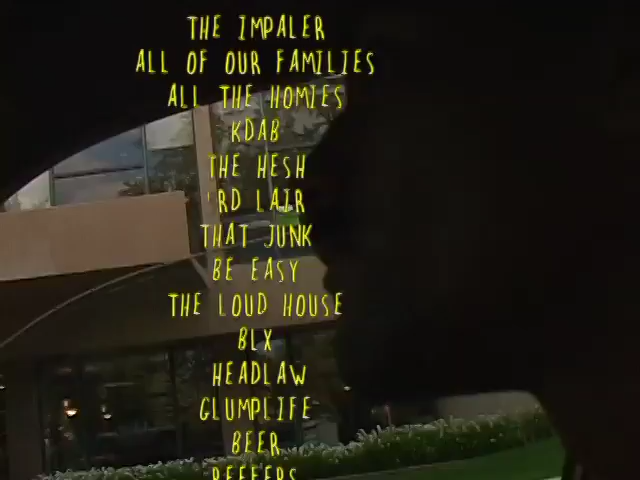 THE IMPALER
ALL OF OUR FAMILIES
ALL THE HOMIES
KDAB
THE HESH
'RD LAIR
THAT JUNK
BE EASY
THE LOUD HOUSE
BLX
HEADLAW
GLUMPLIFE
BEER